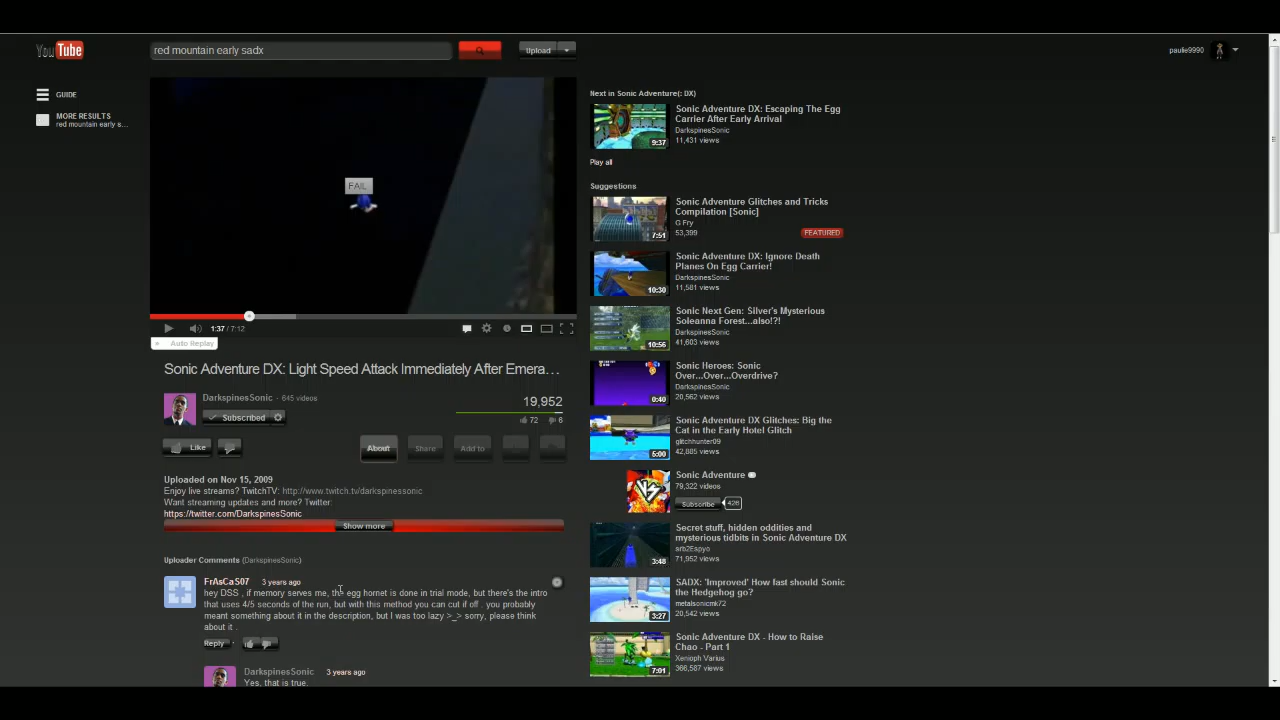 YouTube
red mountain early sadx
Upload
paulie9990
GUIDE
MORE RESULTS
red mountain early s...
FAIL
1:37 / 7:12
Auto Replay
Sonic Adventure DX: Light Speed Attack Immediately After Emera...
DarkspinesSonic · 645 videos
Subscribed
19,952
72
6
Like
About
Share
Add to
Uploaded on Nov 15, 2009
Enjoy live streams? TwitchTV: http://www.twitch.tv/darkspinessonic
Want streaming updates and more? Twitter:
https://twitter.com/DarkspinesSonic
Show more
Uploader Comments (DarkspinesSonic)
FrAsCaS07 3 years ago
hey DSS , if memory serves me, the egg hornet is done in trial mode, but there's the intro
that uses 4/5 seconds of the run, but with this method you can cut if off . you probably
meant something about it in the description, but I was too lazy >_> sorry, please think
about it .
Reply ·
DarkspinesSonic 3 years ago
Yes, that is true.
Next in Sonic Adventure(: DX)
Sonic Adventure DX: Escaping The Egg
Carrier After Early Arrival
DarkspinesSonic
11,431 views
9:37
Play all
Suggestions
Sonic Adventure Glitches and Tricks
Compilation [Sonic]
G Fry
53,399
FEATURED
7:51
Sonic Adventure DX: Ignore Death
Planes On Egg Carrier!
DarkspinesSonic
11,581 views
10:30
Sonic Next Gen: Silver's Mysterious
Soleanna Forest...also!?!
DarkspinesSonic
41,603 views
10:56
Sonic Heroes: Sonic
Over...Overdrive?
DarkspinesSonic
20,562 views
0:40
Sonic Adventure DX Glitches: Big the
Cat in the Early Hotel Glitch
glitchhunter09
42,885 views
5:00
Sonic Adventure
79,322 videos
Subscribe
426
VS
Secret stuff, hidden oddities and
mysterious tidbits in Sonic Adventure DX
srb2Espyo
71,952 views
3:48
SADX: 'Improved' How fast should Sonic
the Hedgehog go?
metalsonicmk72
20,542 views
3:27
Sonic Adventure DX - How to Raise
Chao - Part 1
Xenioph Varius
366,587 views
7:01